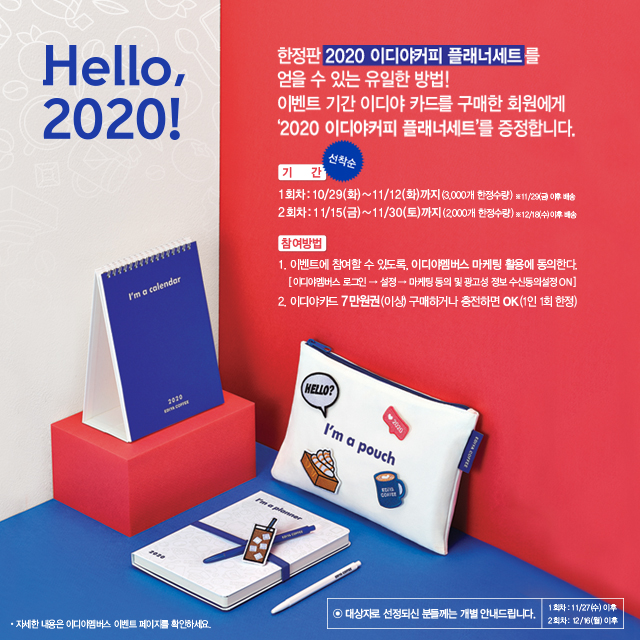 Hello,
2020!
한정판 2020 이디야커피 플래너세트를
얻을 수 있는 유일한 방법!
이벤트 기간 이디야 카드를 구매한 회원에게
‘2020 이디야커피 플래너세트’를 증정합니다.
기 간
선착순
1회차 : 10/29(화)~11/12(화)까지 (3,000개 한정수량) ※11/29(금) 이후 배송
2회차 : 11/15(금)~11/30(토)까지 (2,000개 한정수량) ※12/18(수) 이후 배송
참여방법
1. 이벤트에 참여할 수 있도록, 이디야멤버스 마케팅 활용에 동의한다.
[ 이디야멤버스 로그인 → 설정 → 마케팅 동의 및 광고성 정보 수신동의설정 ON ]
2. 이디야카드 7만원권(이상) 구매하거나 충전하면 OK (1인 1회 한정)
I'm a calendar
2020
EDIYA COFFEE
HELLO?
2020
I'm a pouch
EDIYA COFFEE
EDIYA
COFFEE
I'm a planner
EDIYA COFFEE
2020
EDIYA COFFEE
◉ 대상자로 선정되신 분들께는 개별 안내드립니다.
1회차 : 11/27(수) 이후
2회차 : 12/16(월) 이후
• 자세한 내용은 이디야멤버스 이벤트 페이지를 확인하세요.